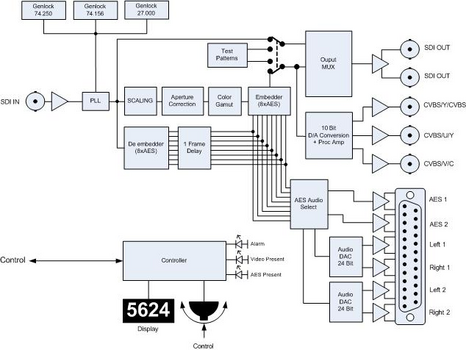 Genlock
74.250
Genlock
74.156
Genlock
27.000
Test
Patterns
Ouput
MUX
SDI OUT
SDI OUT
SDI IN
PLL
SCALING
Aperture
Correction
Color
Gamut
Embedder
(8xAES)
10 Bit
D/A Conversion
+ Proc Amp
CVBS/Y/CVBS
CVBS/U/Y
CVBS/V/C
De embedder
(8xAES)
1 Frame
Delay
AES Audio
Select
AES 1
AES 2
Audio
DAC
24 Bit
Left 1
Right 1
Audio
DAC
24 Bit
Left 2
Right 2
Control
Controller
Alarm
Video Present
AES Present
5624
Display
Control